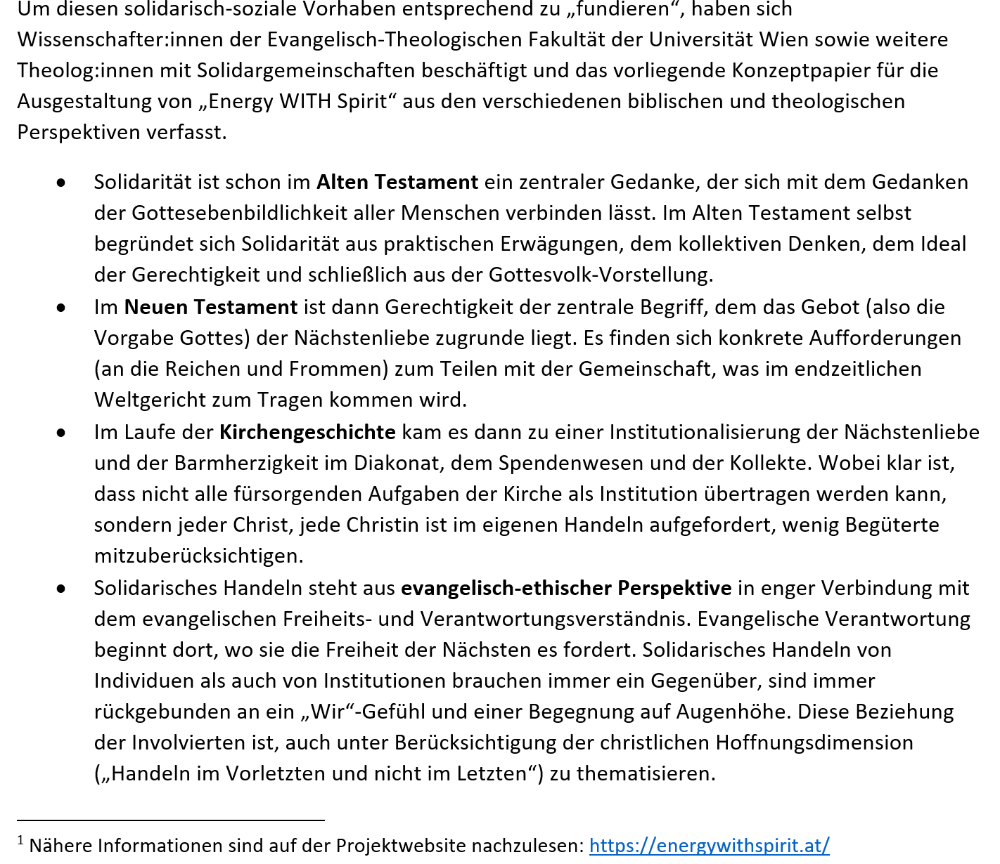 Um diesen solidarisch-soziale Vorhaben entsprechend zu „fundieren“, haben sich
Wissenschafter:innen der Evangelisch-Theologischen Fakultät der Universität Wien sowie weitere
Theolog:innen mit Solidargemeinschaften beschäftigt und das vorliegende Konzeptpapier für die
Ausgestaltung von „Energy WITH Spirit“ aus den verschiedenen biblischen und theologischen
Perspektiven verfasst.
• Solidarität ist schon im Alten Testament ein zentraler Gedanke, der sich mit dem Gedanken
der Gottesebenbildlichkeit aller Menschen verbinden lässt. Im Alten Testament selbst
begründet sich Solidarität aus praktischen Erwägungen, dem kollektiven Denken, dem Ideal
der Gerechtigkeit und schließlich aus der Gottesvolk-Vorstellung.
• Im Neuen Testament ist dann Gerechtigkeit der zentrale Begriff, dem das Gebot (also die
Vorgabe Gottes) der Nächstenliebe zugrunde liegt. Es finden sich konkrete Aufforderungen
(an die Reichen und Frommen) zum Teilen mit der Gemeinschaft, was im endzeitlichen
Weltgericht zum Tragen kommen wird.
• Im Laufe der Kirchengeschichte kam es dann zu einer Institutionalisierung der Nächstenliebe
und der Barmherzigkeit im Diakonat, dem Spendenwesen und der Kollekte. Wobei klar ist,
dass nicht alle fürsorgenden Aufgaben der Kirche als Institution übertragen werden kann,
sondern jeder Christ, jede Christin ist im eigenen Handeln aufgefordert, wenig Begüterte
mitzuberücksichtigen.
• Solidarisches Handeln steht aus evangelisch-ethischer Perspektive in enger Verbindung mit
dem evangelischen Freiheits- und Verantwortungsverständnis. Evangelische Verantwortung
beginnt dort, wo sie die Freiheit der Nächsten es fordert. Solidarisches Handeln von
Individuen als auch von Institutionen brauchen immer ein Gegenüber, sind immer
rückgebunden an ein „Wir“-Gefühl und einer Begegnung auf Augenhöhe. Diese Beziehung
der Involvierten ist, auch unter Berücksichtigung der christlichen Hoffnungsdimension
(„Handeln im Vorletzten und nicht im Letzten“) zu thematisieren.
1 Nähere Informationen sind auf der Projektwebsite nachzulesen: https://energywithspirit.at/